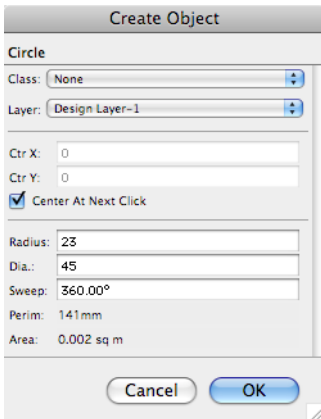 Create Object
Circle
Class: None
Layer: Design Layer-1
Ctr X: 0
Ctr Y: 0
Center At Next Click
Radius: 23
Dia.: 45
Sweep: 360.00°
Perim: 141mm
Area: 0.002 sq m
Cancel OK